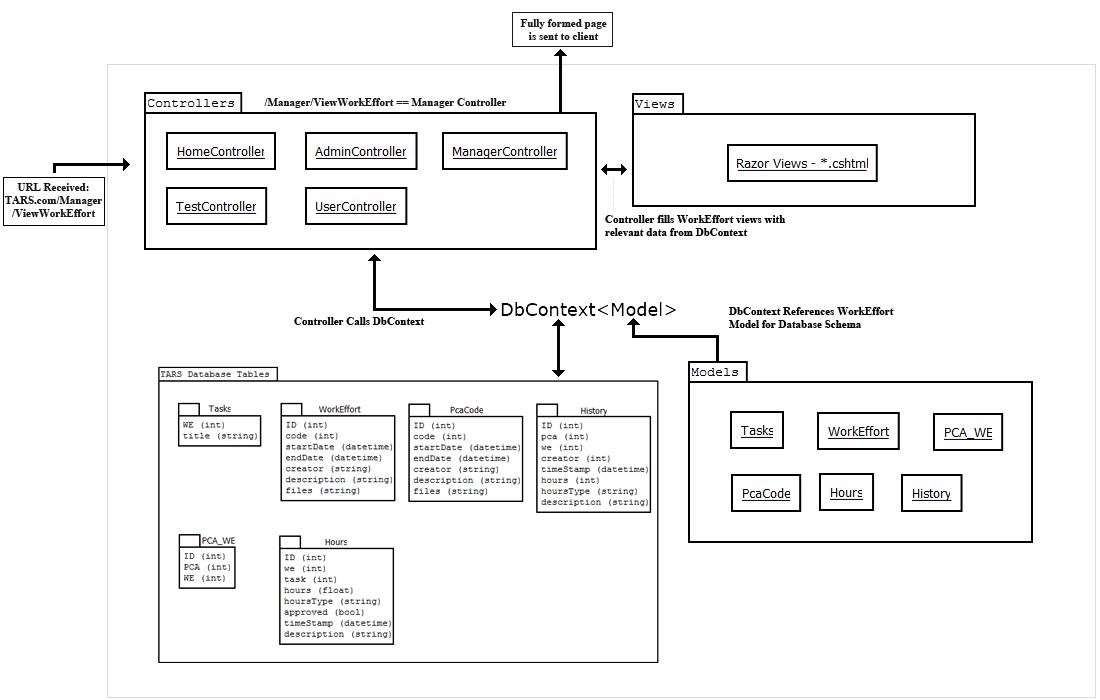 Fully formed page
is sent to client
Controllers
/Manager/ViewWorkEffort == Manager Controller
HomeController
AdminController
ManagerController
TestController
UserController
Views
Razor Views - *.cshtml
URL Received:
TARS.com/Manager
/ViewWorkEffort
Controller fills WorkEffort views with
relevant data from DbContext
Controller Calls DbContext
DbContext<Model>
DbContext References WorkEffort
Model for Database Schema
TARS Database Tables
Tasks
WE (int)
title (string)
WorkEffort
ID (int)
code (int)
startDate (datetime)
endDate (datetime)
creator (string)
description (string)
files (string)
PcaCode
ID (int)
code (int)
startDate (datetime)
endDate (datetime)
creator (string)
description (string)
files (string)
History
ID (int)
pca (int)
we (int)
creator (int)
timeStamp (datetime)
hours (int)
hoursType (string)
description (string)
PCA_WE
ID (int)
PCA (int)
WE (int)
Hours
ID (int)
we (int)
task (int)
hours (float)
hoursType (string)
approved (bool)
timeStamp (datetime)
description (string)
Models
Tasks
WorkEffort
PCA_WE
PcaCode
Hours
History